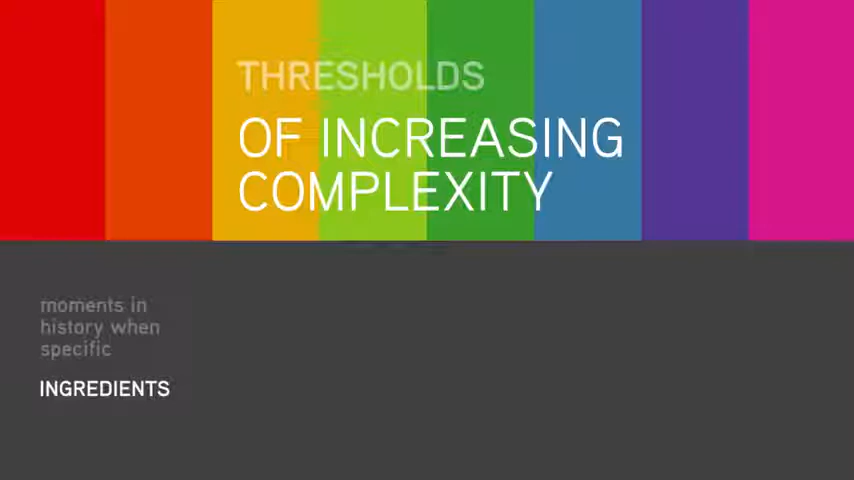 THRESHOLDS
OF INCREASING
COMPLEXITY
moments in
history when
specific
INGREDIENTS